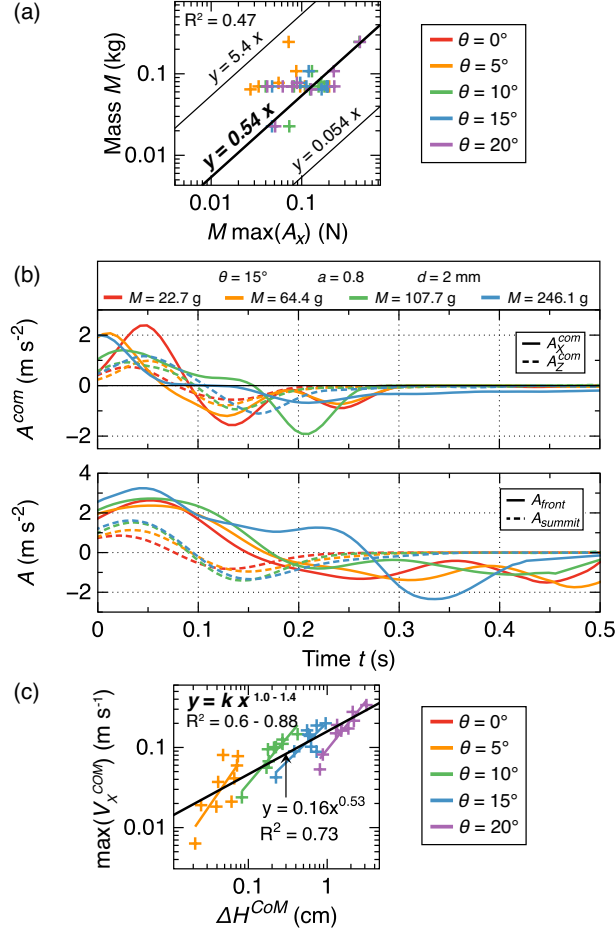 (a)
R² = 0.47
y = 5.4 x
y = 0.54 x
y = 0.054 x
0.1
0.01
Mass M (kg)
0.01
0.1
M max(Aₓ) (N)
θ = 0°
θ = 5°
θ = 10°
θ = 15°
θ = 20°
(b)
θ = 15° a = 0.8 d = 2 mm
M = 22.7 g M = 64.4 g M = 107.7 g M = 246.1 g
2
0
−2
A^com (m s⁻²)
A_X^com
A_Z^com
4
2
0
−2
A (m s⁻²)
A_front
A_summit
0 0.1 0.2 0.3 0.4 0.5
Time t (s)
(c)
y = k x^1.0 - 1.4
R² = 0.6 - 0.88
y = 0.16x^0.53
R² = 0.73
0.1
0.01
max(V_X^COM) (m s⁻¹)
0.1 1
ΔH^CoM (cm)
θ = 0°
θ = 5°
θ = 10°
θ = 15°
θ = 20°